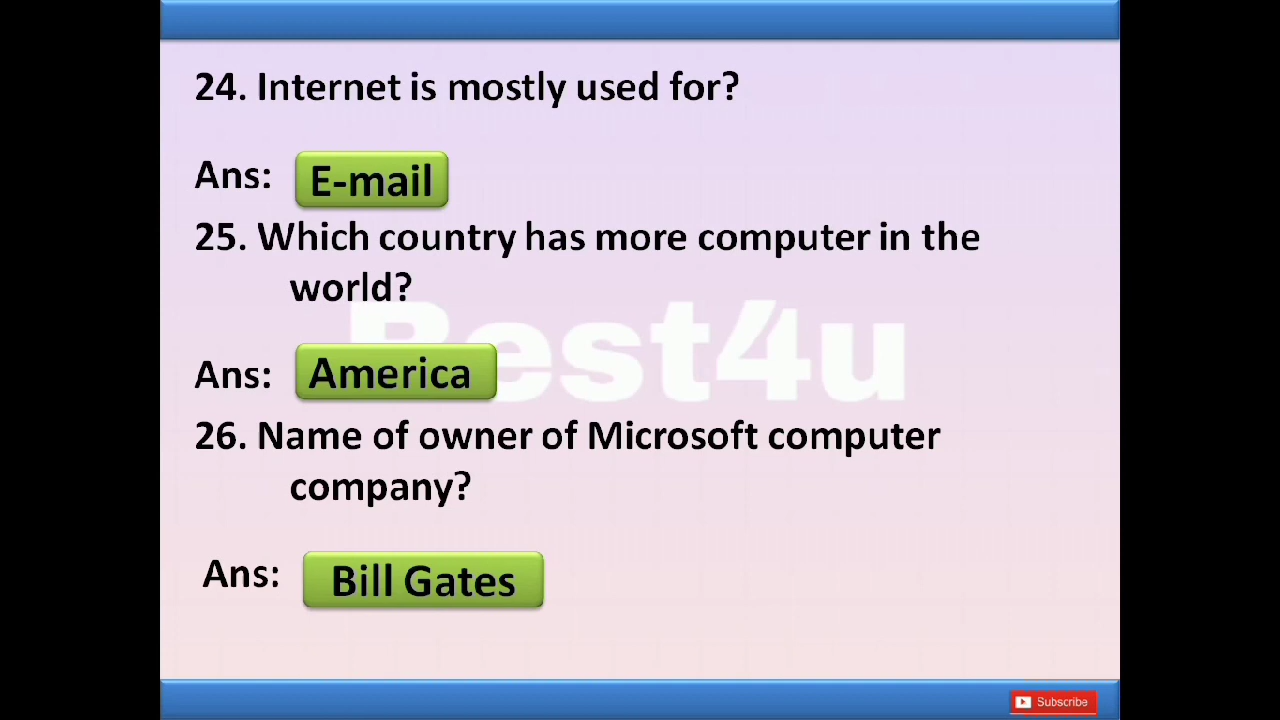 24. Internet is mostly used for?
Ans: E-mail
25. Which country has more computer in the
world?
Best4u
Ans: America
26. Name of owner of Microsoft computer
company?
Ans: Bill Gates
Subscribe